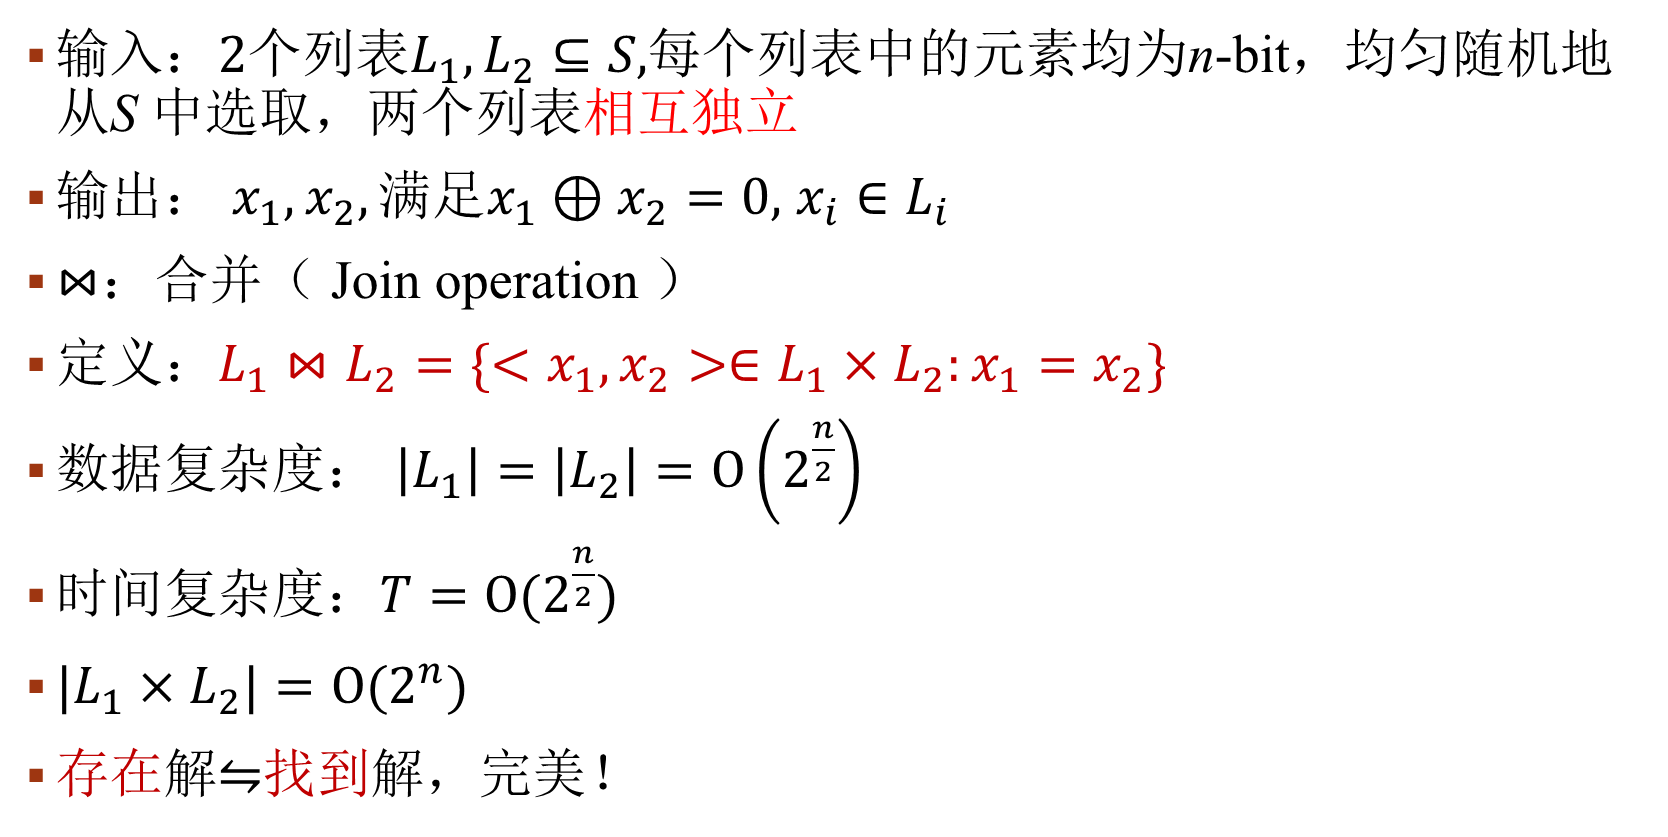 ▪ 输入：2个列表L₁, L₂ ⊆ S,每个列表中的元素均为n-bit，均匀随机地
从S 中选取，两个列表相互独立
▪ 输出： x₁, x₂, 满足x₁ ⊕ x₂ = 0, xᵢ ∈ Lᵢ
▪ ⋈：合并（ Join operation ）
▪ 定义：L₁ ⋈ L₂ = {< x₁, x₂ >∈ L₁ × L₂: x₁ = x₂}
▪ 数据复杂度： |L₁| = |L₂| = O(2^{n/2})
▪ 时间复杂度：T = O(2^{n/2})
▪ |L₁ × L₂| = O(2ⁿ)
▪ 存在解⇋找到解，完美！